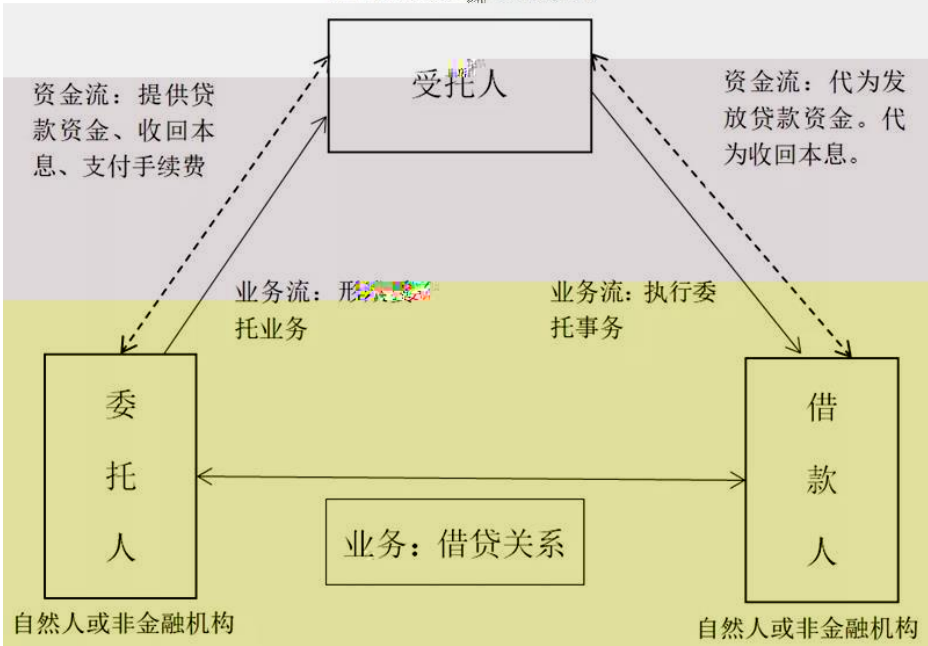 受托人
资金流：提供贷
款资金、收回本
息、支付手续费
资金流：代为发
放贷款资金。代
为收回本息。
业务流：形
托业务
业务流：执行委
托事务
委
托
人
借
款
人
业务：借贷关系
自然人或非金融机构
自然人或非金融机构